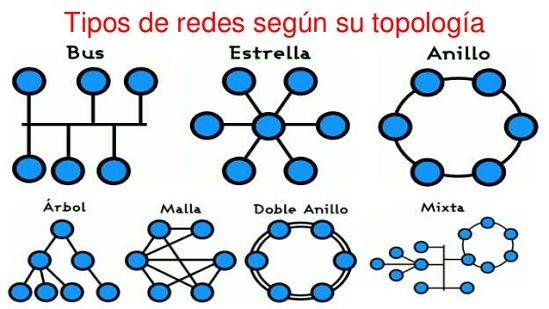 Tipos de redes según su topología
Bus Estrella Anillo
Árbol Malla Doble Anillo Mixta